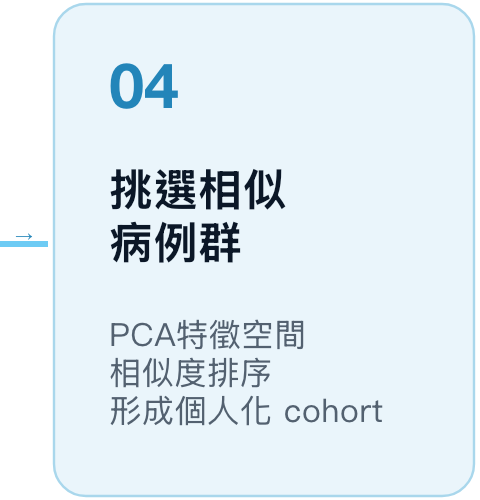 04
挑選相似
病例群
→
PCA特徵空間
相似度排序
形成個人化 cohort